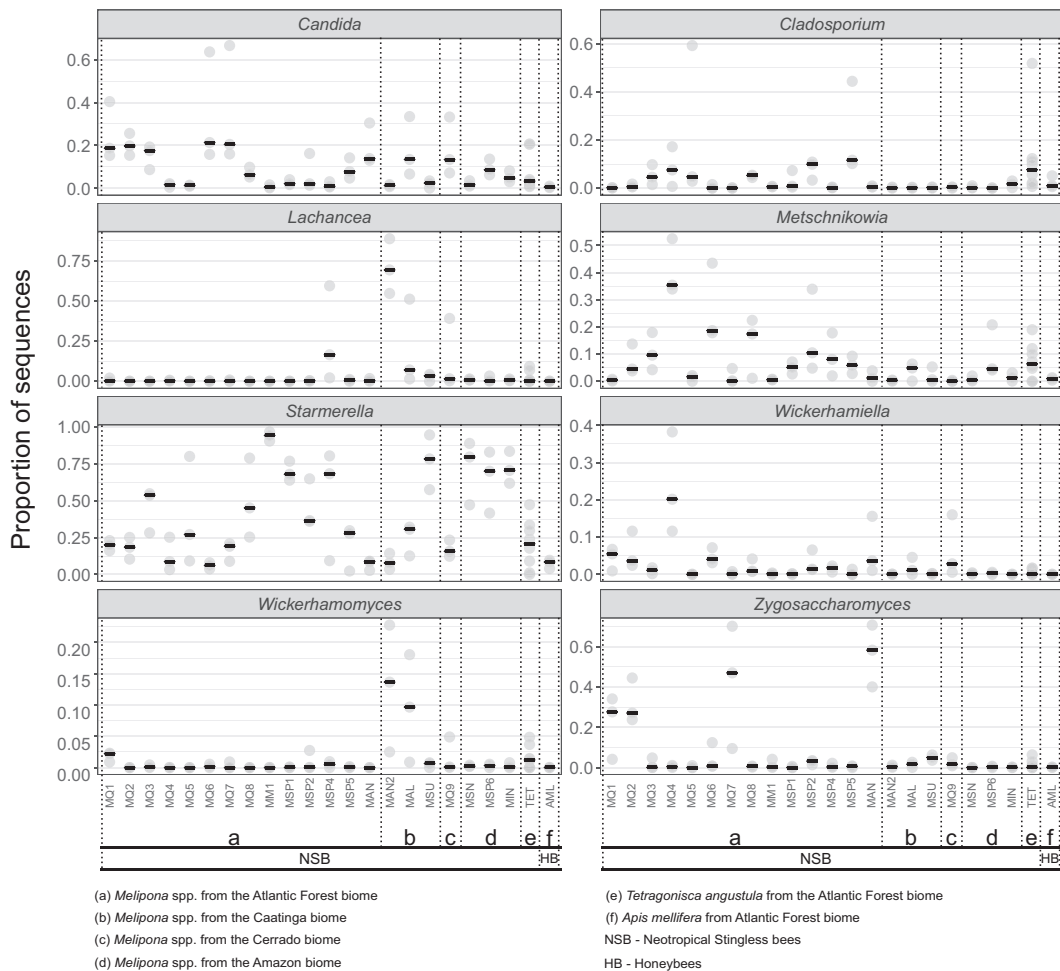 Candida
Cladosporium
0.6
0.4
0.2
0.0
0.6
0.4
0.2
0.0
Lachancea
Metschnikowia
0.75
0.50
0.25
0.00
0.5
0.4
0.3
0.2
0.1
0.0
Proportion of sequences
Starmerella
Wickerhamiella
1.00
0.75
0.50
0.25
0.00
0.4
0.3
0.2
0.1
0.0
Wickerhamomyces
Zygosaccharomyces
0.20
0.15
0.10
0.05
0.00
0.6
0.4
0.2
0.0
MQ1 MQ2 MQ3 MQ4 MQ5 MQ6 MQ7 MQ8 MM1 MSP1 MSP2 MSP4 MSP5 MAN MAN2 MAL MSU MQ9 MSN MSP6 MIN TET AML
MQ1 MQ2 MQ3 MQ4 MQ5 MQ6 MQ7 MQ8 MM1 MSP1 MSP2 MSP4 MSP5 MAN MAN2 MAL MSU MQ9 MSN MSP6 MIN TET AML
a b c d e f
a b c d e f
NSB HB
NSB HB
(a) Melipona spp. from the Atlantic Forest biome
(b) Melipona spp. from the Caatinga biome
(c) Melipona spp. from the Cerrado biome
(d) Melipona spp. from the Amazon biome
(e) Tetragonisca angustula from the Atlantic Forest biome
(f) Apis mellifera from Atlantic Forest biome
NSB - Neotropical Stingless bees
HB - Honeybees